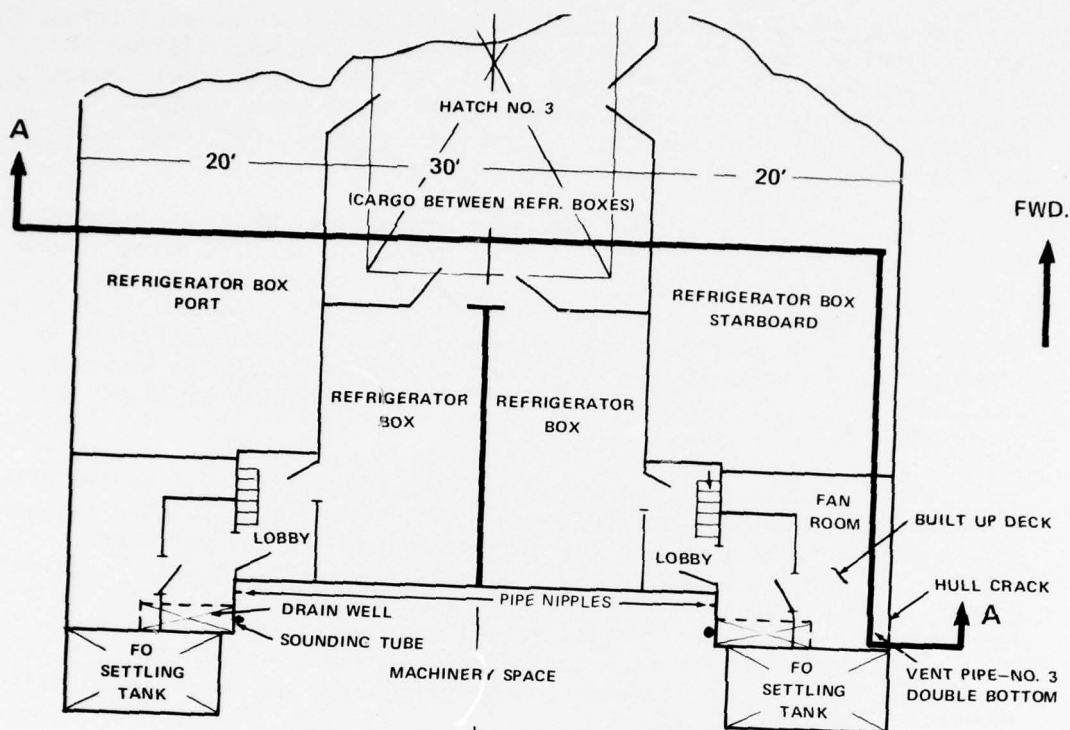 HATCH NO. 3
A
20'
30'
20'
(CARGO BETWEEN REFR. BOXES)
FWD.
REFRIGERATOR BOX
PORT
REFRIGERATOR BOX
STARBOARD
REFRIGERATOR
BOX
REFRIGERATOR
BOX
FAN
ROOM
BUILT UP DECK
LOBBY
LOBBY
HULL CRACK
PIPE NIPPLES
DRAIN WELL
A
SOUNDING TUBE
FO
SETTLING
TANK
MACHINERY SPACE
FO
SETTLING
TANK
VENT PIPE-NO. 3
DOUBLE BOTTOM